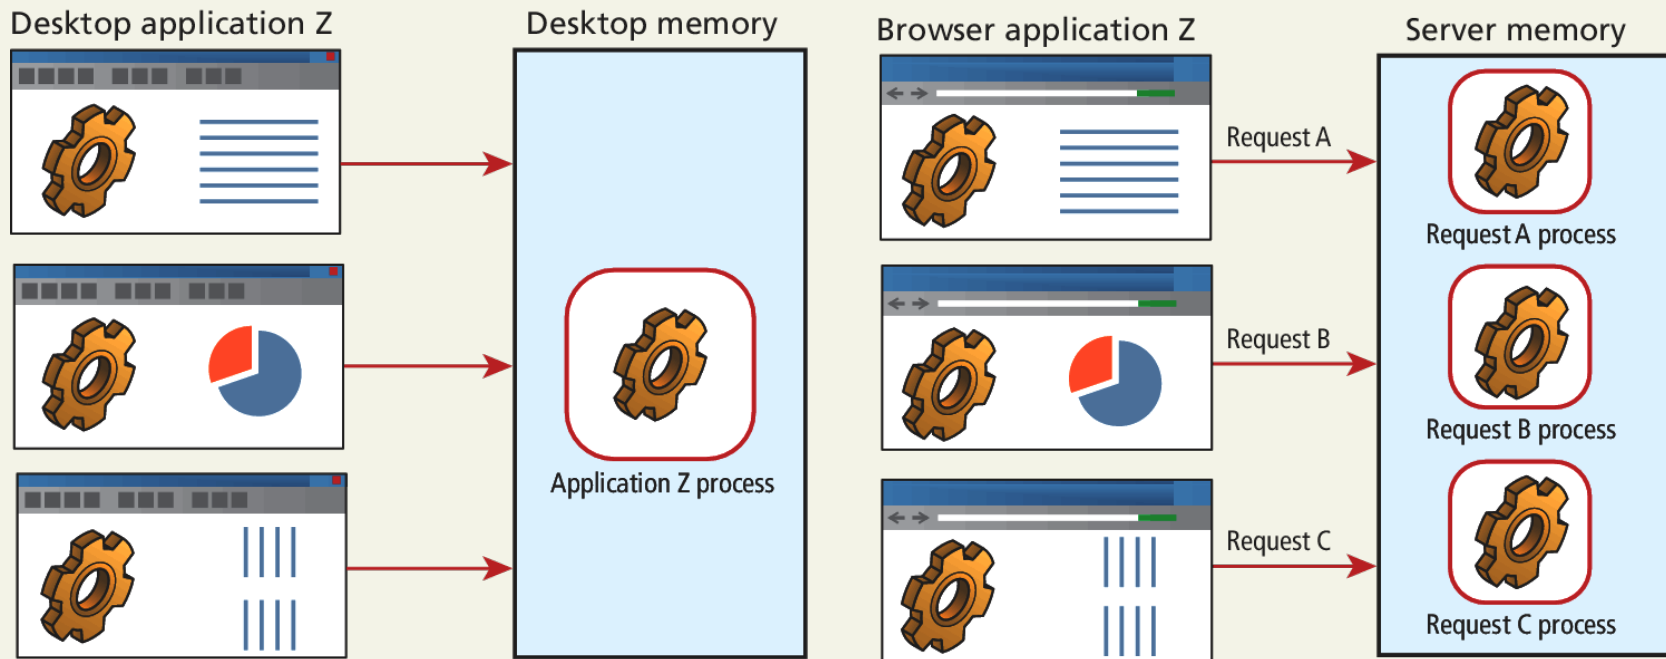 Desktop application Z
Desktop memory
Application Z process
Browser application Z
Server memory
Request A
Request A process
Request B
Request B process
Request C
Request C process